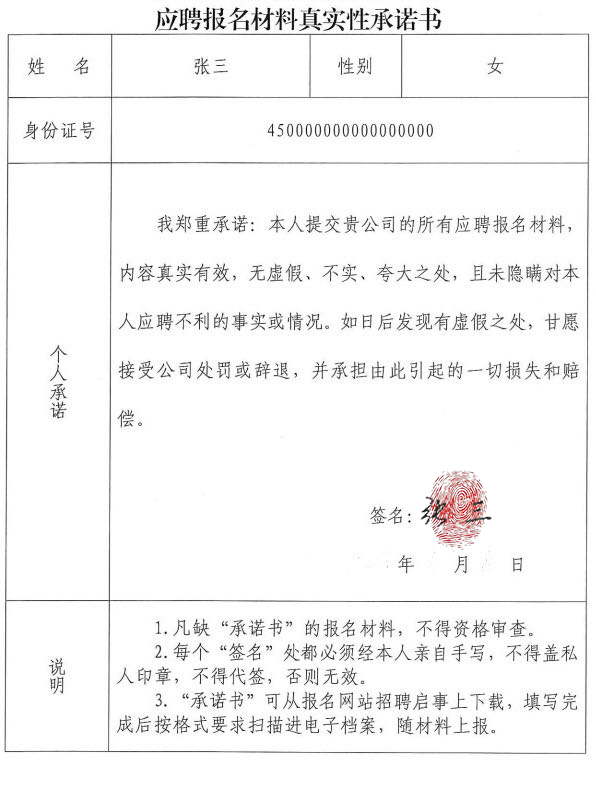 应聘报名材料真实性承诺书
姓 名 张三 性别 女
身份证号 450000000000000000
个人承诺
我郑重承诺：本人提交贵公司的所有应聘报名材料，
内容真实有效，无虚假、不实、夸大之处，且未隐瞒对本
人应聘不利的事实或情况。如日后发现有虚假之处，甘愿
接受公司处罚或辞退，并承担由此引起的一切损失和赔
偿。
签名：张三
年 月 日
说明
1.凡缺“承诺书”的报名材料，不得资格审查。
2.每个“签名”处都必须经本人亲自手写，不得盖私
人印章，不得代签，否则无效。
3.“承诺书”可从报名网站招聘启事上下载，填写完
成后按格式要求扫描进电子档案，随材料上报。